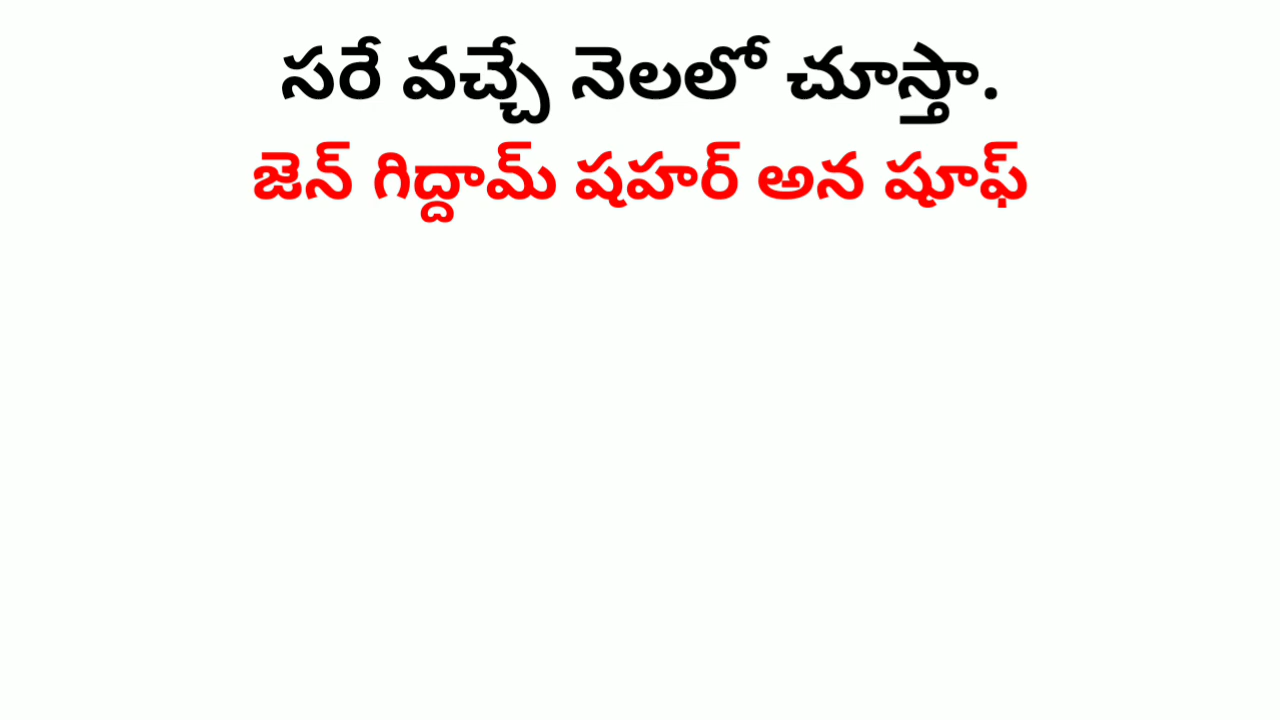 సరే వచ్చే నెలలో చూస్తా.
జెన్ గిద్దామ్ షహర్ అన షూఫ్